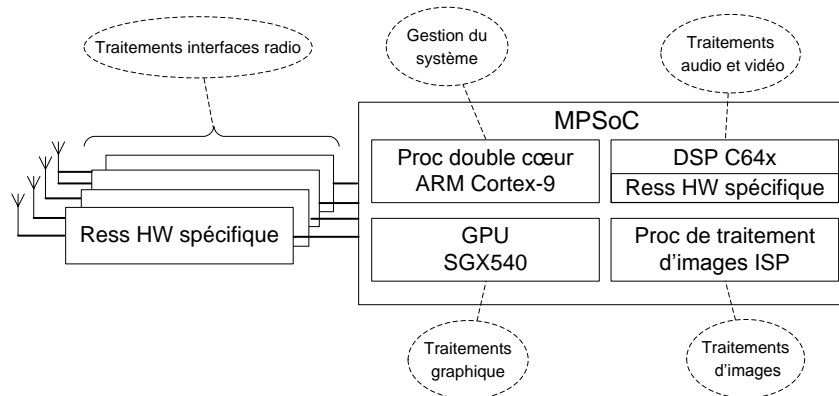 Traitements interfaces radio
Gestion du
système
Traitements
audio et vidéo
MPSoC
Proc double cœur
ARM Cortex-9
DSP C64x
Ress HW spécifique
Ress HW spécifique
GPU
SGX540
Proc de traitement
d'images ISP
Traitements
graphique
Traitements
d'images